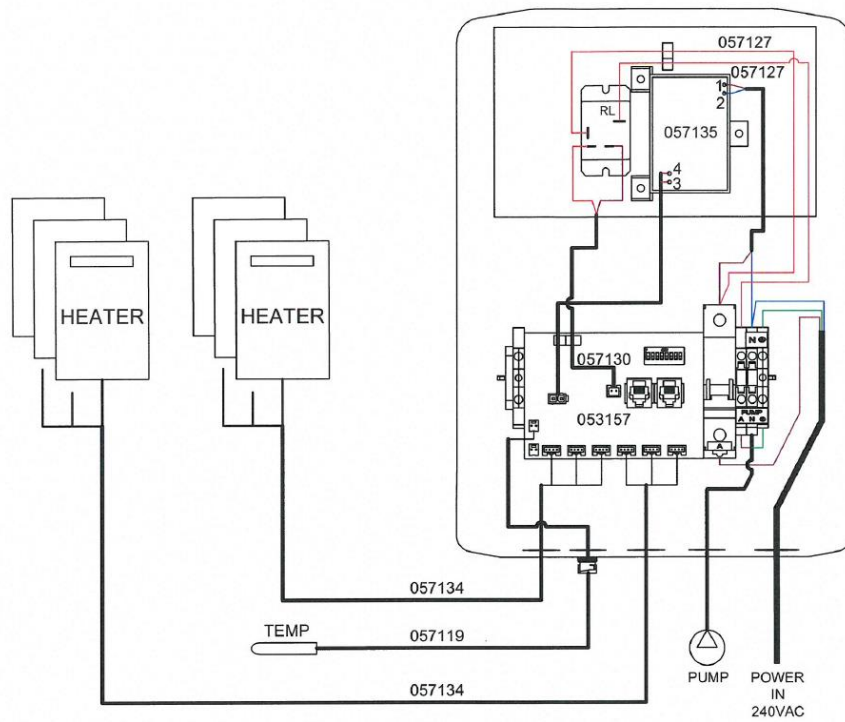 057127
057127
1
2
RL
057135
4
3
HEATER
HEATER
N
057130
053157
PUMP
A N
A
057134
TEMP
057119
057134
PUMP
POWER
IN
240VAC